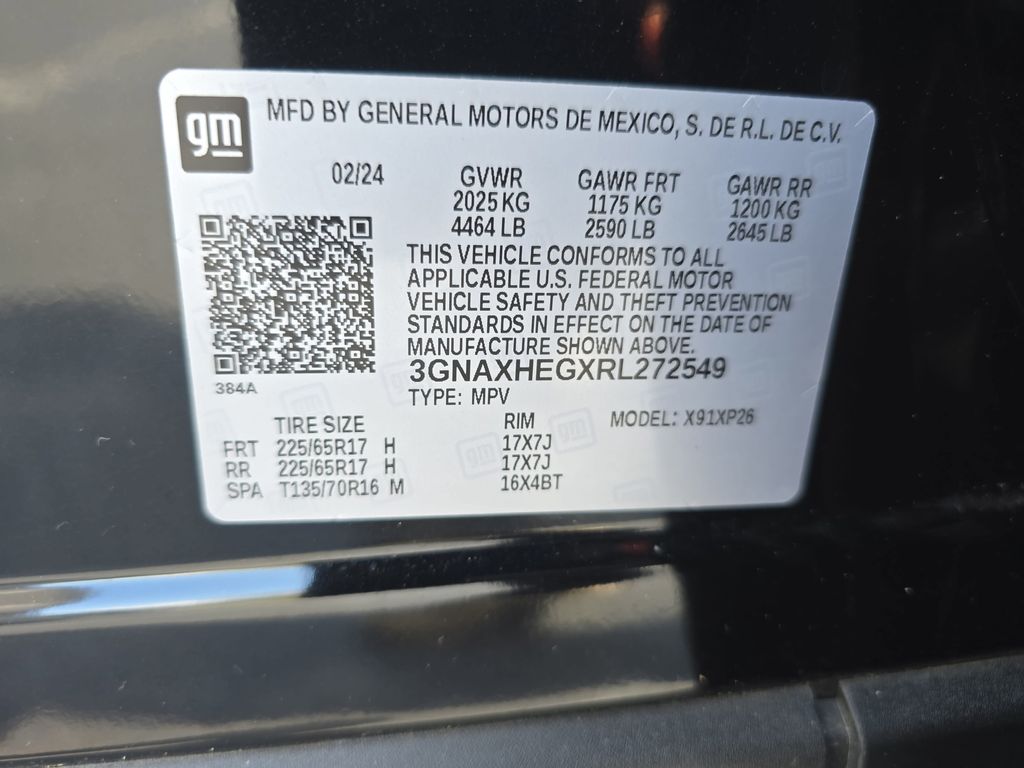 gm
MFD BY GENERAL MOTORS DE MEXICO, S. DE R.L. DE C.V.
02/24 GVWR GAWR FRT GAWR RR
2025 KG 1175 KG 1200 KG
4464 LB 2590 LB 2645 LB
THIS VEHICLE CONFORMS TO ALL
APPLICABLE U.S. FEDERAL MOTOR
VEHICLE SAFETY AND THEFT PREVENTION
STANDARDS IN EFFECT ON THE DATE OF
MANUFACTURE SHOWN ABOVE.
3GNAXHEGXRL272549
384A
TYPE: MPV
TIRE SIZE RIM MODEL: X91XP26
FRT 225/65R17 H 17X7J
RR 225/65R17 H 17X7J
SPA T135/70R16 M 16X4BT